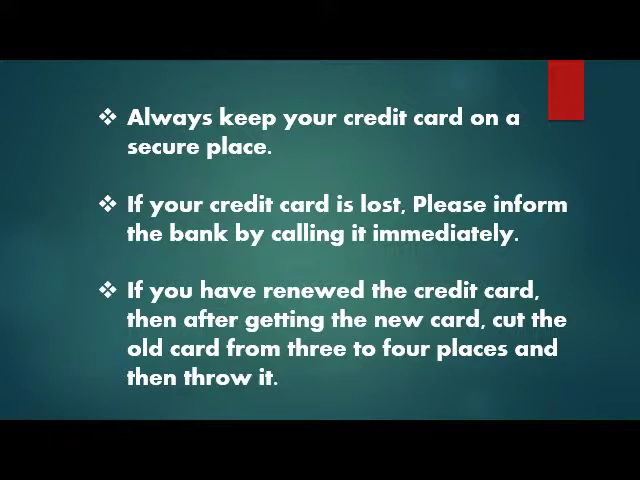 ❖ Always keep your credit card on a
secure place.
❖ If your credit card is lost, Please inform
the bank by calling it immediately.
❖ If you have renewed the credit card,
then after getting the new card, cut the
old card from three to four places and
then throw it.